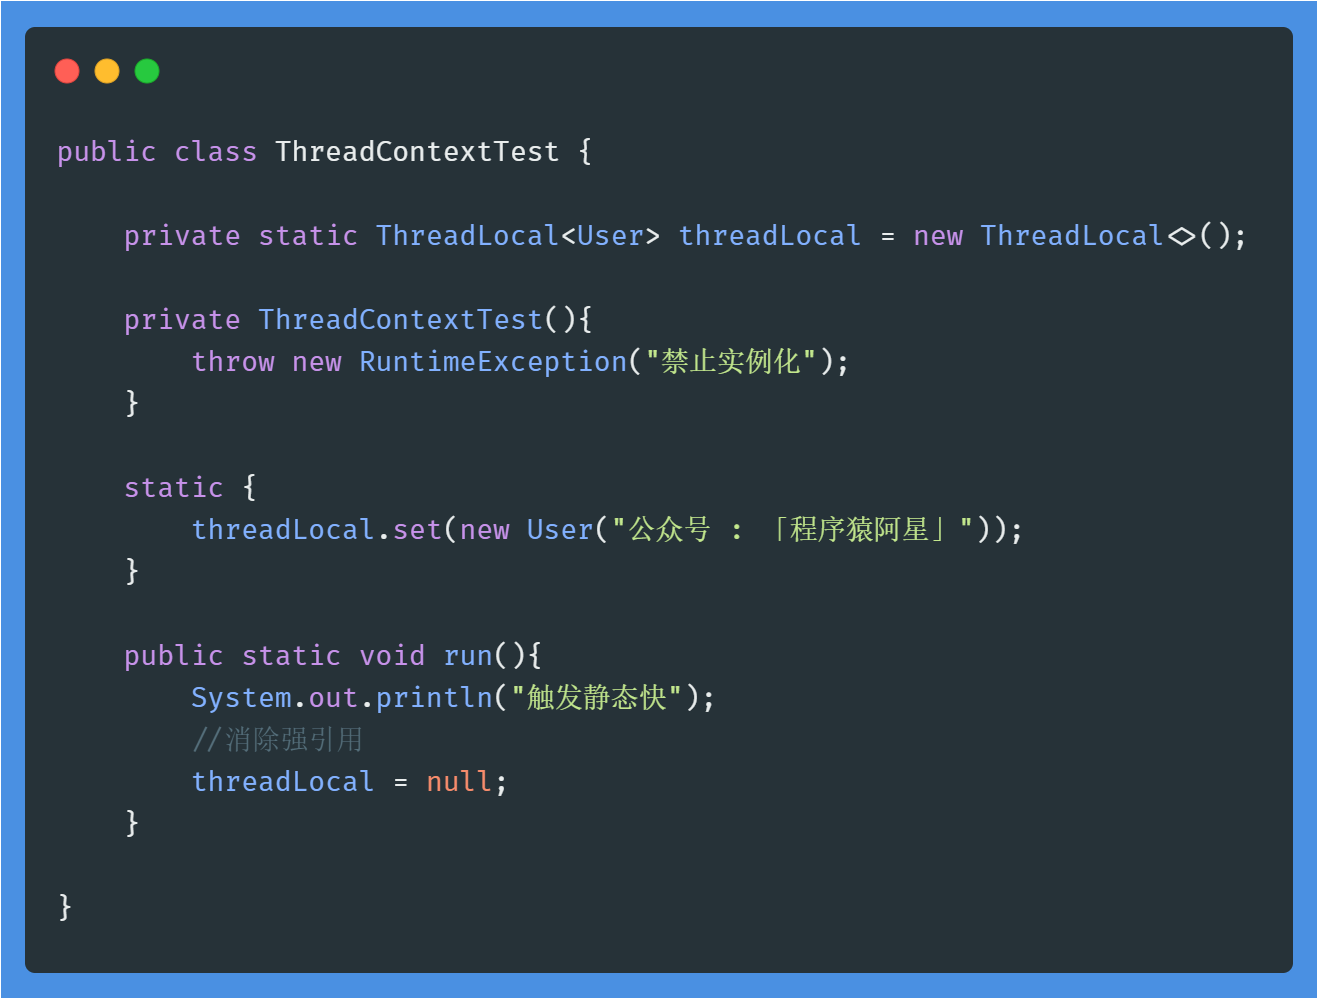 public class ThreadContextTest {
private static ThreadLocal<User> threadLocal = new ThreadLocal<>();
private ThreadContextTest(){
throw new RuntimeException("禁止实例化");
}
static {
threadLocal.set(new User("公众号 : 「程序猿阿星」"));
}
public static void run(){
System.out.println("触发静态快");
//消除强引用
threadLocal = null;
}
}